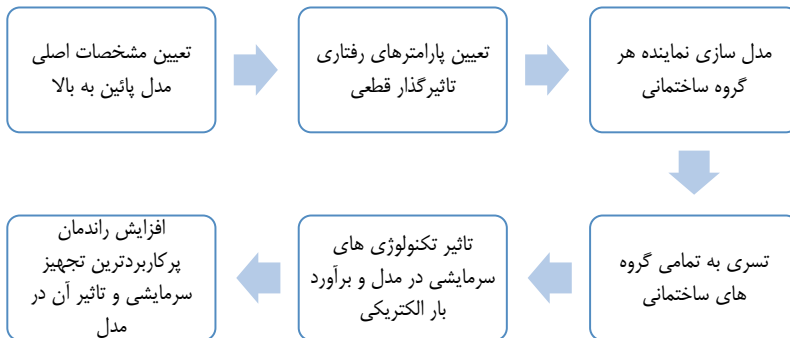 تعیین مشخصات اصلی
مدل پائین به بالا
تعیین پارامترهای رفتاری
تاثیرگذار قطعی
مدل سازی نماینده هر
گروه ساختمانی
تسری به تمامی گروه
های ساختمانی
تاثیر تکنولوژی های
سرمایشی در مدل و برآورد
بار الکتریکی
افزایش راندمان
پرکاربردترین تجهیز
سرمایشی و تاثیر آن در
مدل